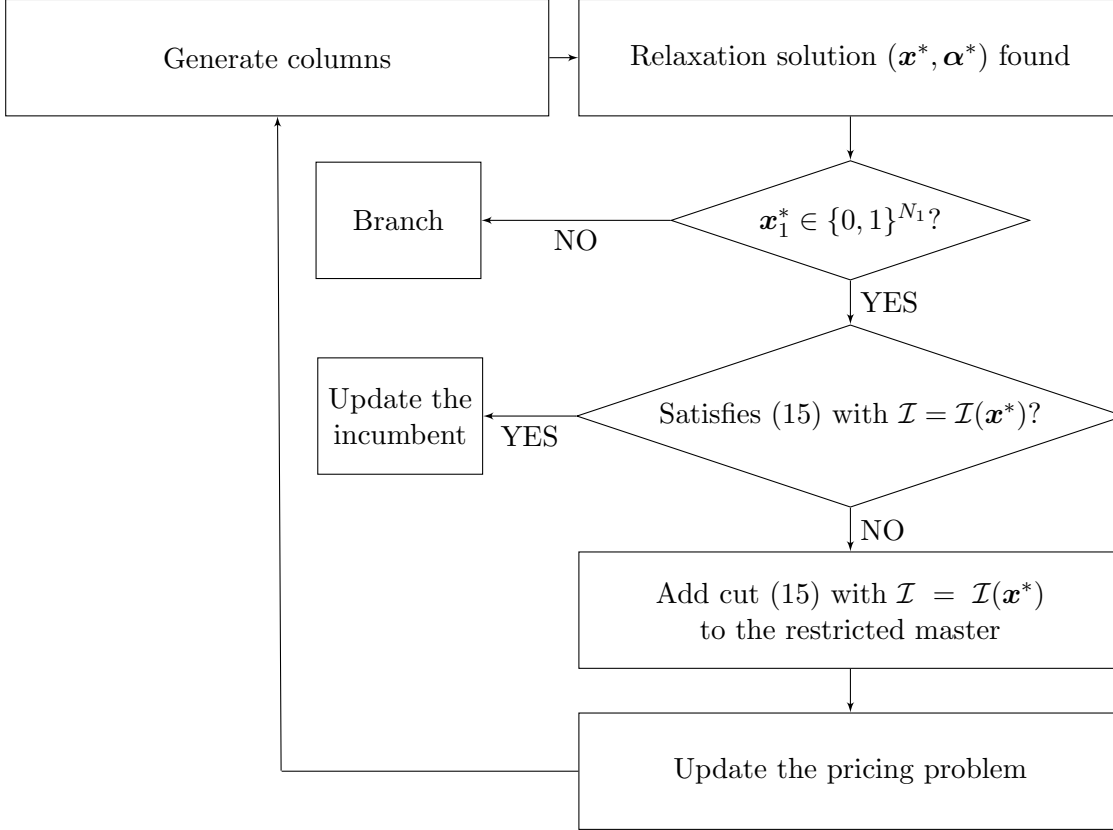 Generate columns
Relaxation solution (𝒙*, 𝜶*) found
𝒙₁* ∈ {0, 1}^{N₁}?
Branch
NO
YES
Satisfies (15) with ℐ = ℐ(𝒙*)?
Update the
incumbent
YES
NO
Add cut (15) with ℐ = ℐ(𝒙*)
to the restricted master
Update the pricing problem